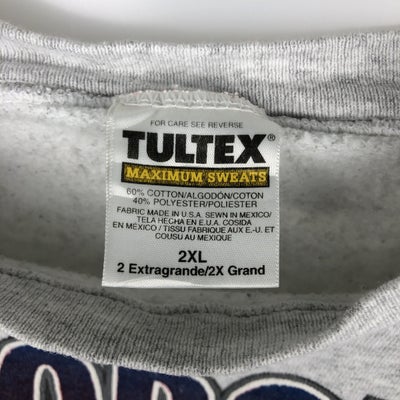 FOR CARE SEE REVERSE
TULTEX®
MAXIMUM SWEATS
60% COTTON/ALGODÓN/COTON
40% POLYESTER/POLIESTER
FABRIC MADE IN U.S.A. SEWN IN MEXICO/
TELA HECHA EN E.U.A. COSIDA
EN MÉXICO / TISSU FABRIQUE AUX E.-U. ET
COUSU AU MEXIQUE
2XL
2 Extragrande/2X Grand